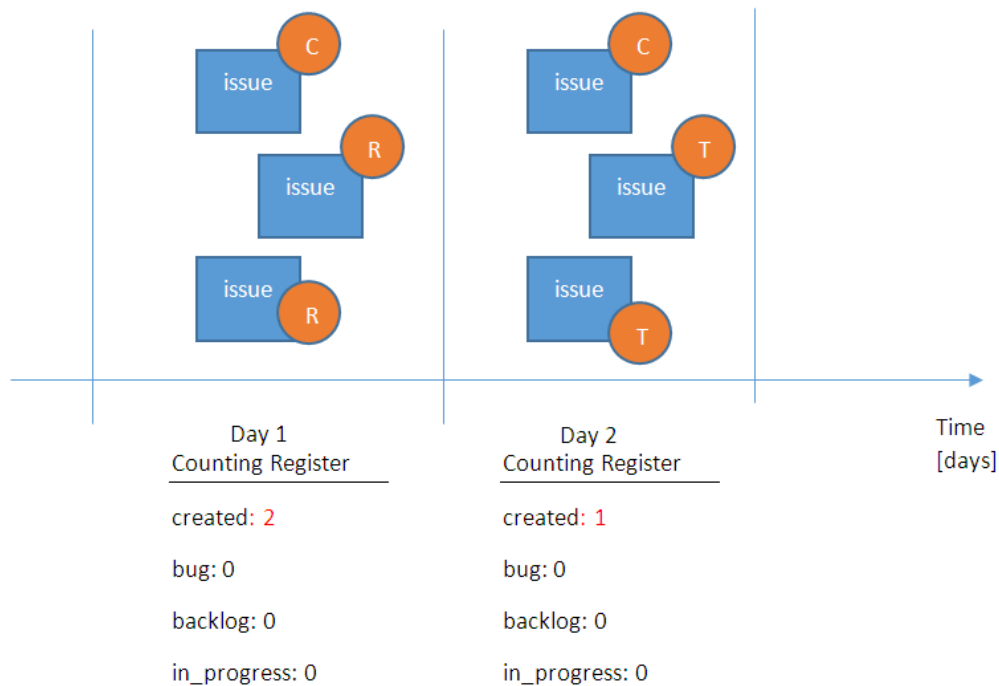 C
issue
R
issue
issue
R
C
issue
T
issue
issue
T
Day 1
Counting Register
created: 2
bug: 0
backlog: 0
in_progress: 0
Day 2
Counting Register
created: 1
bug: 0
backlog: 0
in_progress: 0
Time
[days]